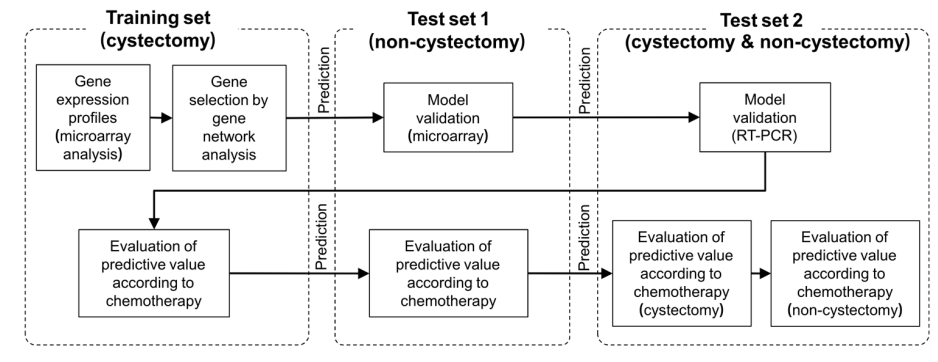 Training set
(cystectomy)
Test set 1
(non-cystectomy)
Test set 2
(cystectomy & non-cystectomy)
Gene
expression
profiles
(microarray
analysis)
Gene
selection by
gene
network
analysis
Prediction
Model
validation
(microarray)
Prediction
Model
validation
(RT-PCR)
Evaluation of
predictive value
according to
chemotherapy
Prediction
Evaluation of
predictive value
according to
chemotherapy
Prediction
Evaluation of
predictive value
according to
chemotherapy
(cystectomy)
Evaluation of
predictive value
according to
chemotherapy
(non-cystectomy)